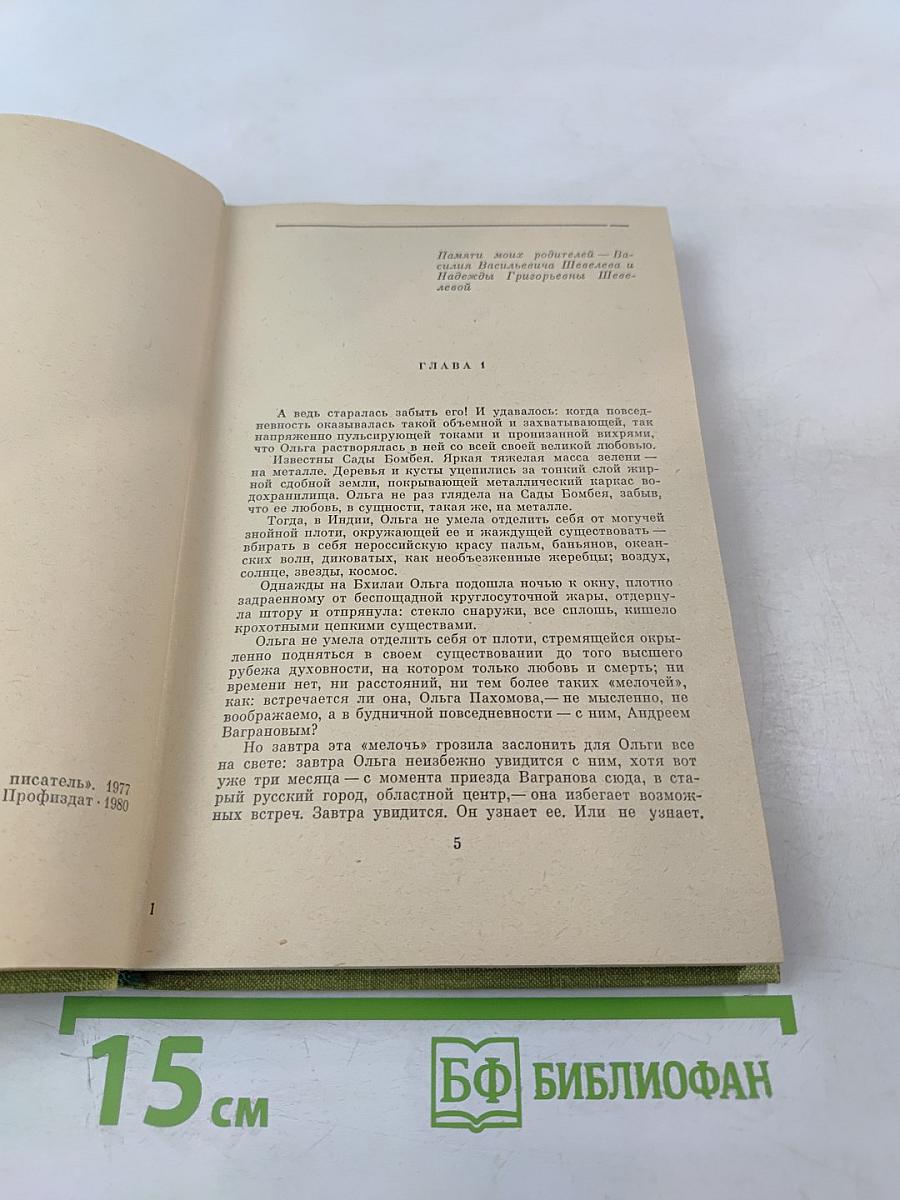 Памяти моих родителей — Ва-
силия Васильевича Шевелева и
Надежды Григорьевны Шеве-
левой
ГЛАВА 1
А ведь старалась забыть его! И удавалось: когда повсед-
невность оказывалась такой объемной и захватывающей, так
напряженно пульсирующей токами и пронизанной вихрями,
что Ольга растворялась в ней со всей своей великой любовью.
Известны Сады Бомбея. Яркая тяжелая масса зелени —
на металле. Деревья и кусты уцепились за тонкий слой жир-
ной сдобной земли, покрывающей металлический каркас во-
дохранилища. Ольга не раз глядела на Сады Бомбея, забыв,
что ее любовь, в сущности, такая же, на металле.
Тогда, в Индии, Ольга не умела отделить себя от могучей
знойной плоти, окружающей ее и жаждущей существовать —
вбирать в себя нероссийскую красу пальм, баньянов, океан-
ских волн, диковатых, как необъезженные жеребцы; воздух,
солнце, звезды, космос.
Однажды на Бхилаи Ольга подошла ночью к окну, плотно
задраенному от беспощадной круглосуточной жары, отдерну-
ла штору и отпрянула: стекло снаружи, все сплошь, кишело
крохотными цепкими существами.
Ольга не умела отделить себя от плоти, стремящейся окры-
ленно подняться в своем существовании до того высшего
рубежа духовности, на котором только любовь и смерть; ни
времени нет, ни расстояний, ни тем более таких «мелочей»,
как: встречается ли она, Ольга Пахомова,— не мысленно, не
воображаемо, а в будничной повседневности — с ним, Андреем
Ваграновым?
Но завтра эта «мелочь» грозила заслонить для Ольги все
на свете: завтра Ольга неизбежно увидится с ним, хотя вот
уже три месяца — с момента приезда Вагранова сюда, в ста-
рый русский город, областной центр,— она избегает возмож-
ных встреч. Завтра увидится. Он узнает ее. Или не узнает.
5
писатель». 1977
Профиздат · 1980
1
15 см
БФ БИБЛИОФАН